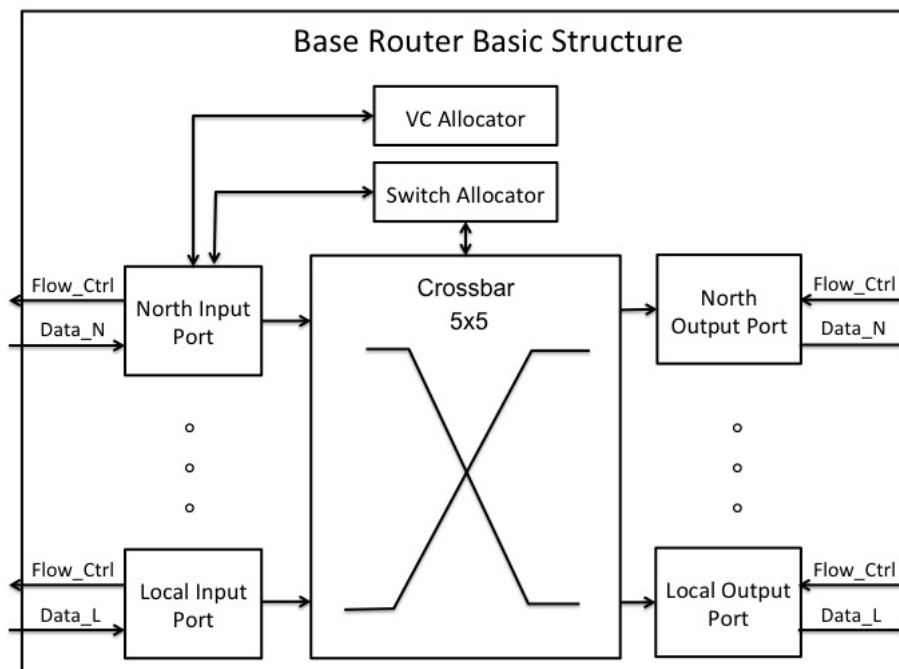 Base Router Basic Structure
VC Allocator
Switch Allocator
Flow_Ctrl
Data_N
North Input
Port
Crossbar
5x5
North
Output Port
Flow_Ctrl
Data_N
Flow_Ctrl
Data_L
Local Input
Port
Local Output
Port
Flow_Ctrl
Data_L